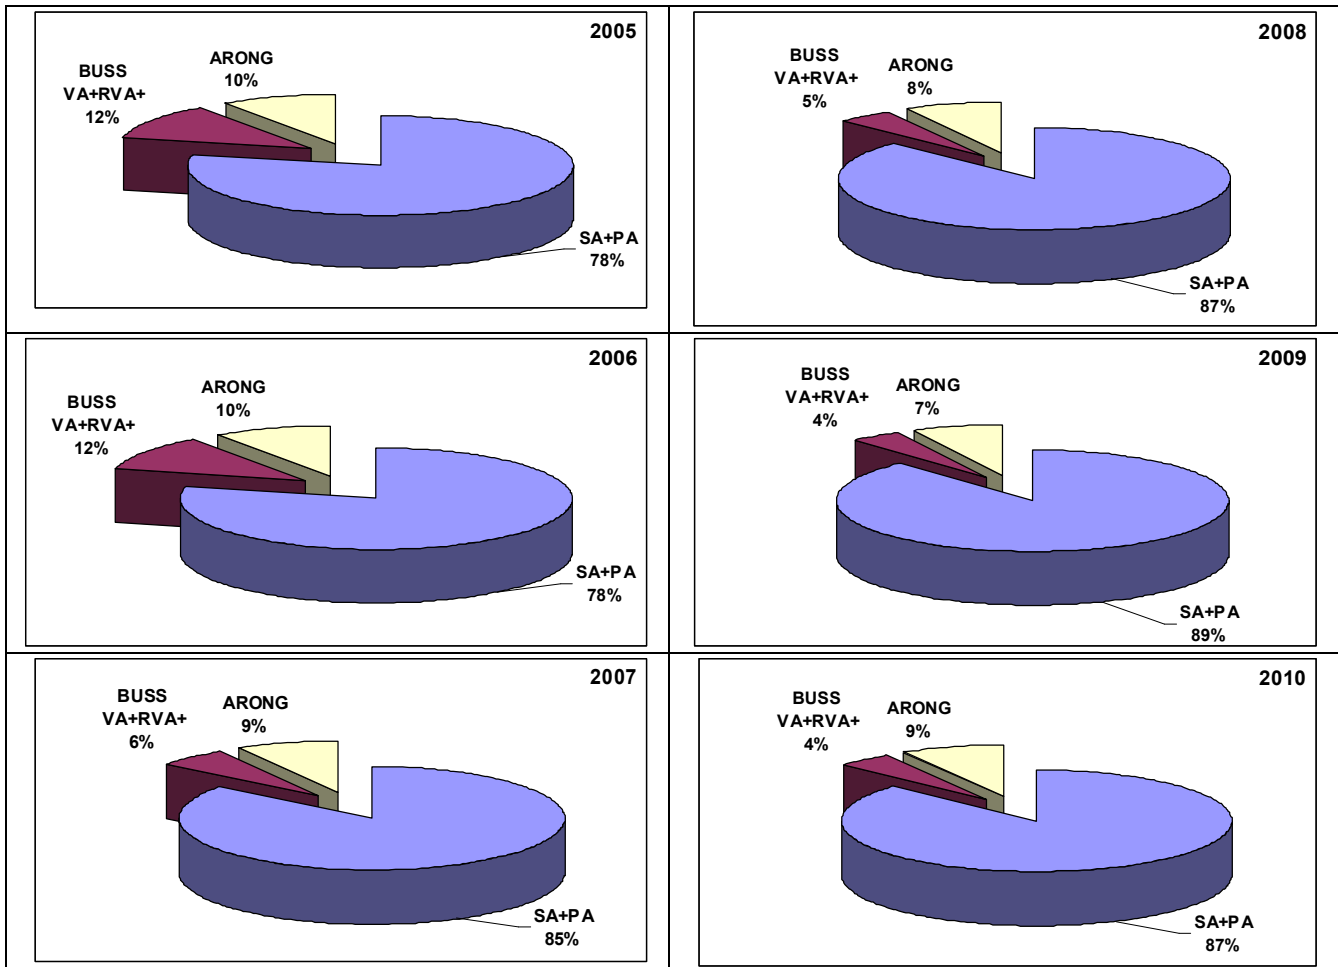 2005
BUSS
VA+RVA+
12%
ARONG
10%
SA+PA
78%
2008
BUSS
VA+RVA+
5%
ARONG
8%
SA+PA
87%
2006
BUSS
VA+RVA+
12%
ARONG
10%
SA+PA
78%
2009
BUSS
VA+RVA+
4%
ARONG
7%
SA+PA
89%
2007
BUSS
VA+RVA+
6%
ARONG
9%
SA+PA
85%
2010
BUSS
VA+RVA+
4%
ARONG
9%
SA+PA
87%